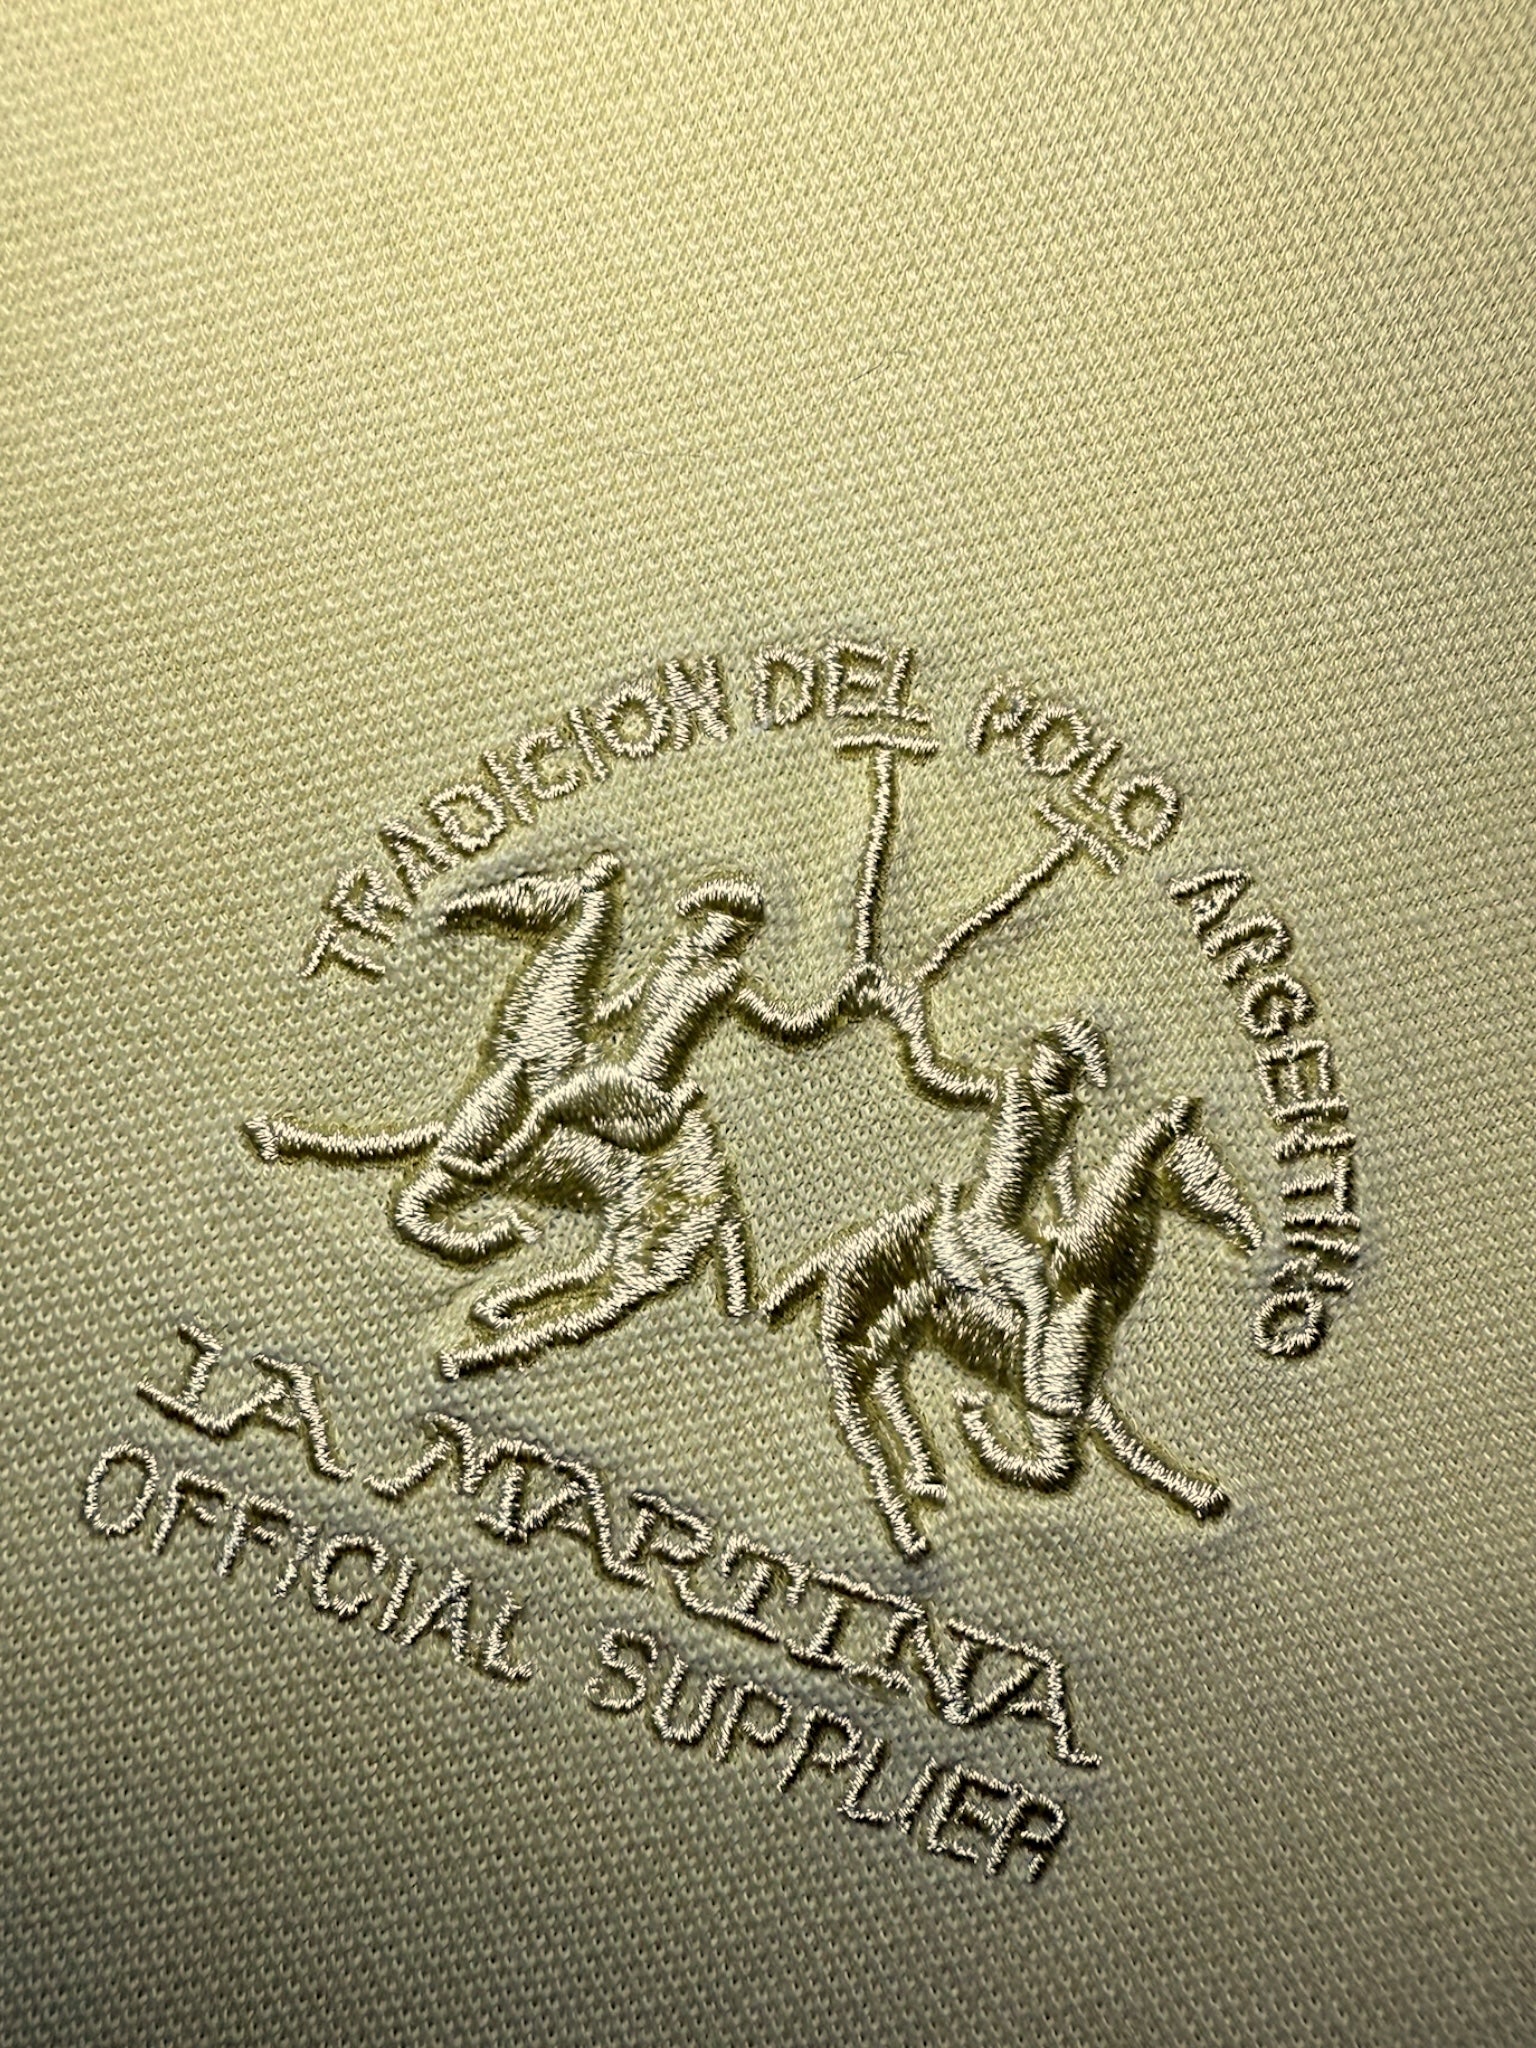 TRADICION DEL POLO ARGENTINO
LA MARTINA
OFFICIAL SUPPLIER